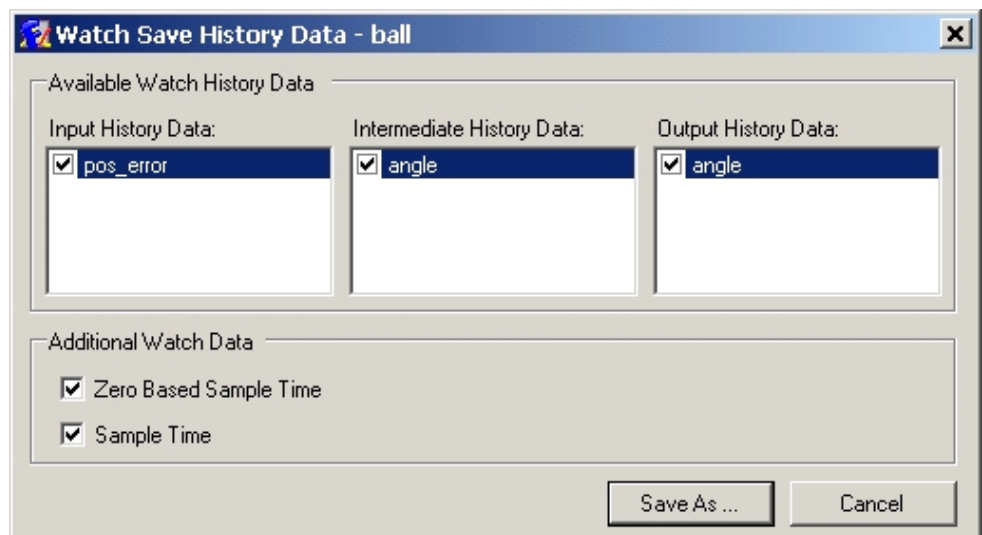 Watch Save History Data - ball
Available Watch History Data
Input History Data: Intermediate History Data: Output History Data:
pos_error angle angle
Additional Watch Data
Zero Based Sample Time
Sample Time
Save As ... Cancel